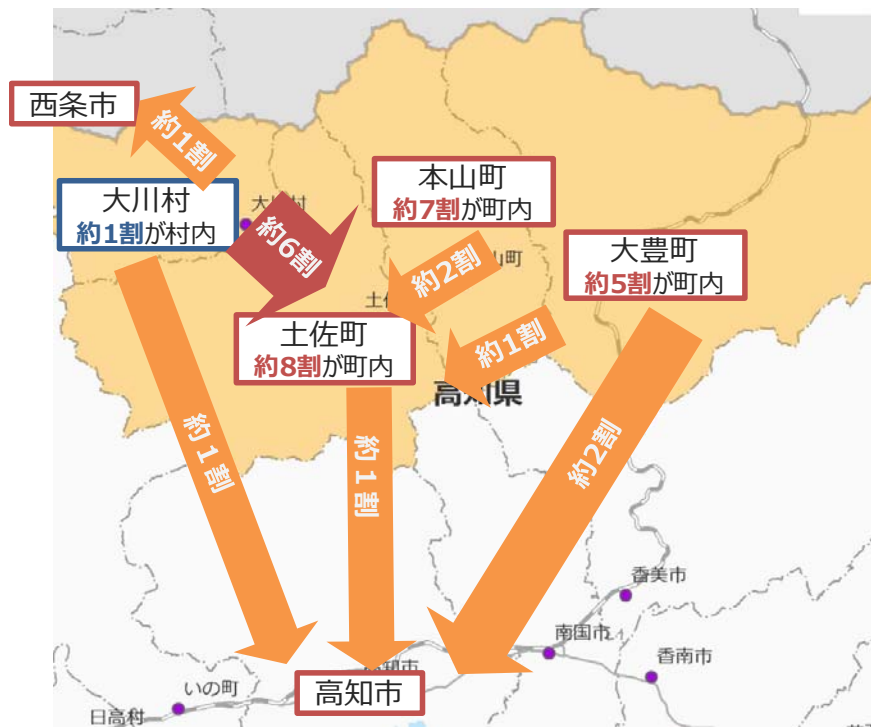 西条市
約1割
大川村
約1割が村内
本山町
約7割が町内
約6割
約2割
大豊町
約5割が町内
土佐町
約8割が町内
約1割
高知県
約1割
約1割
約2割
香美市
南国市
香南市
高知市
いの町
日高村